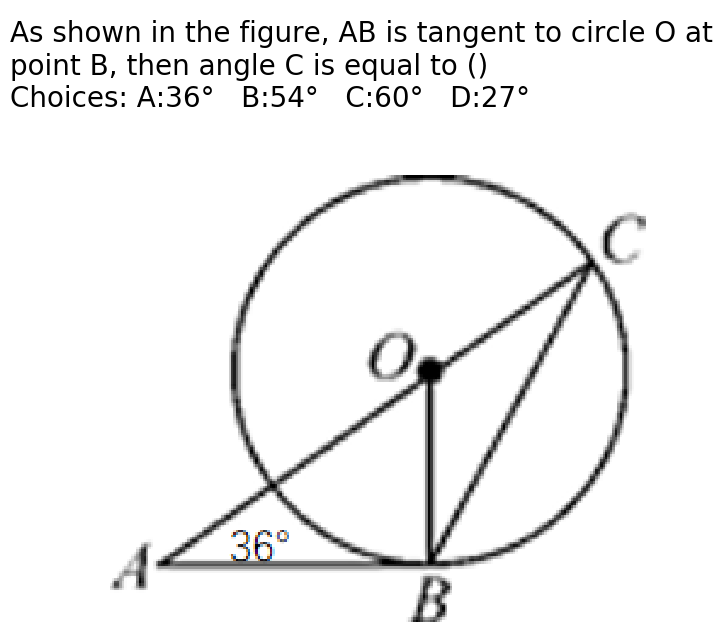 As shown in the figure, AB is tangent to circle O at
point B, then angle C is equal to ()
Choices: A:36° B:54° C:60° D:27°
C
O
36°
A
B